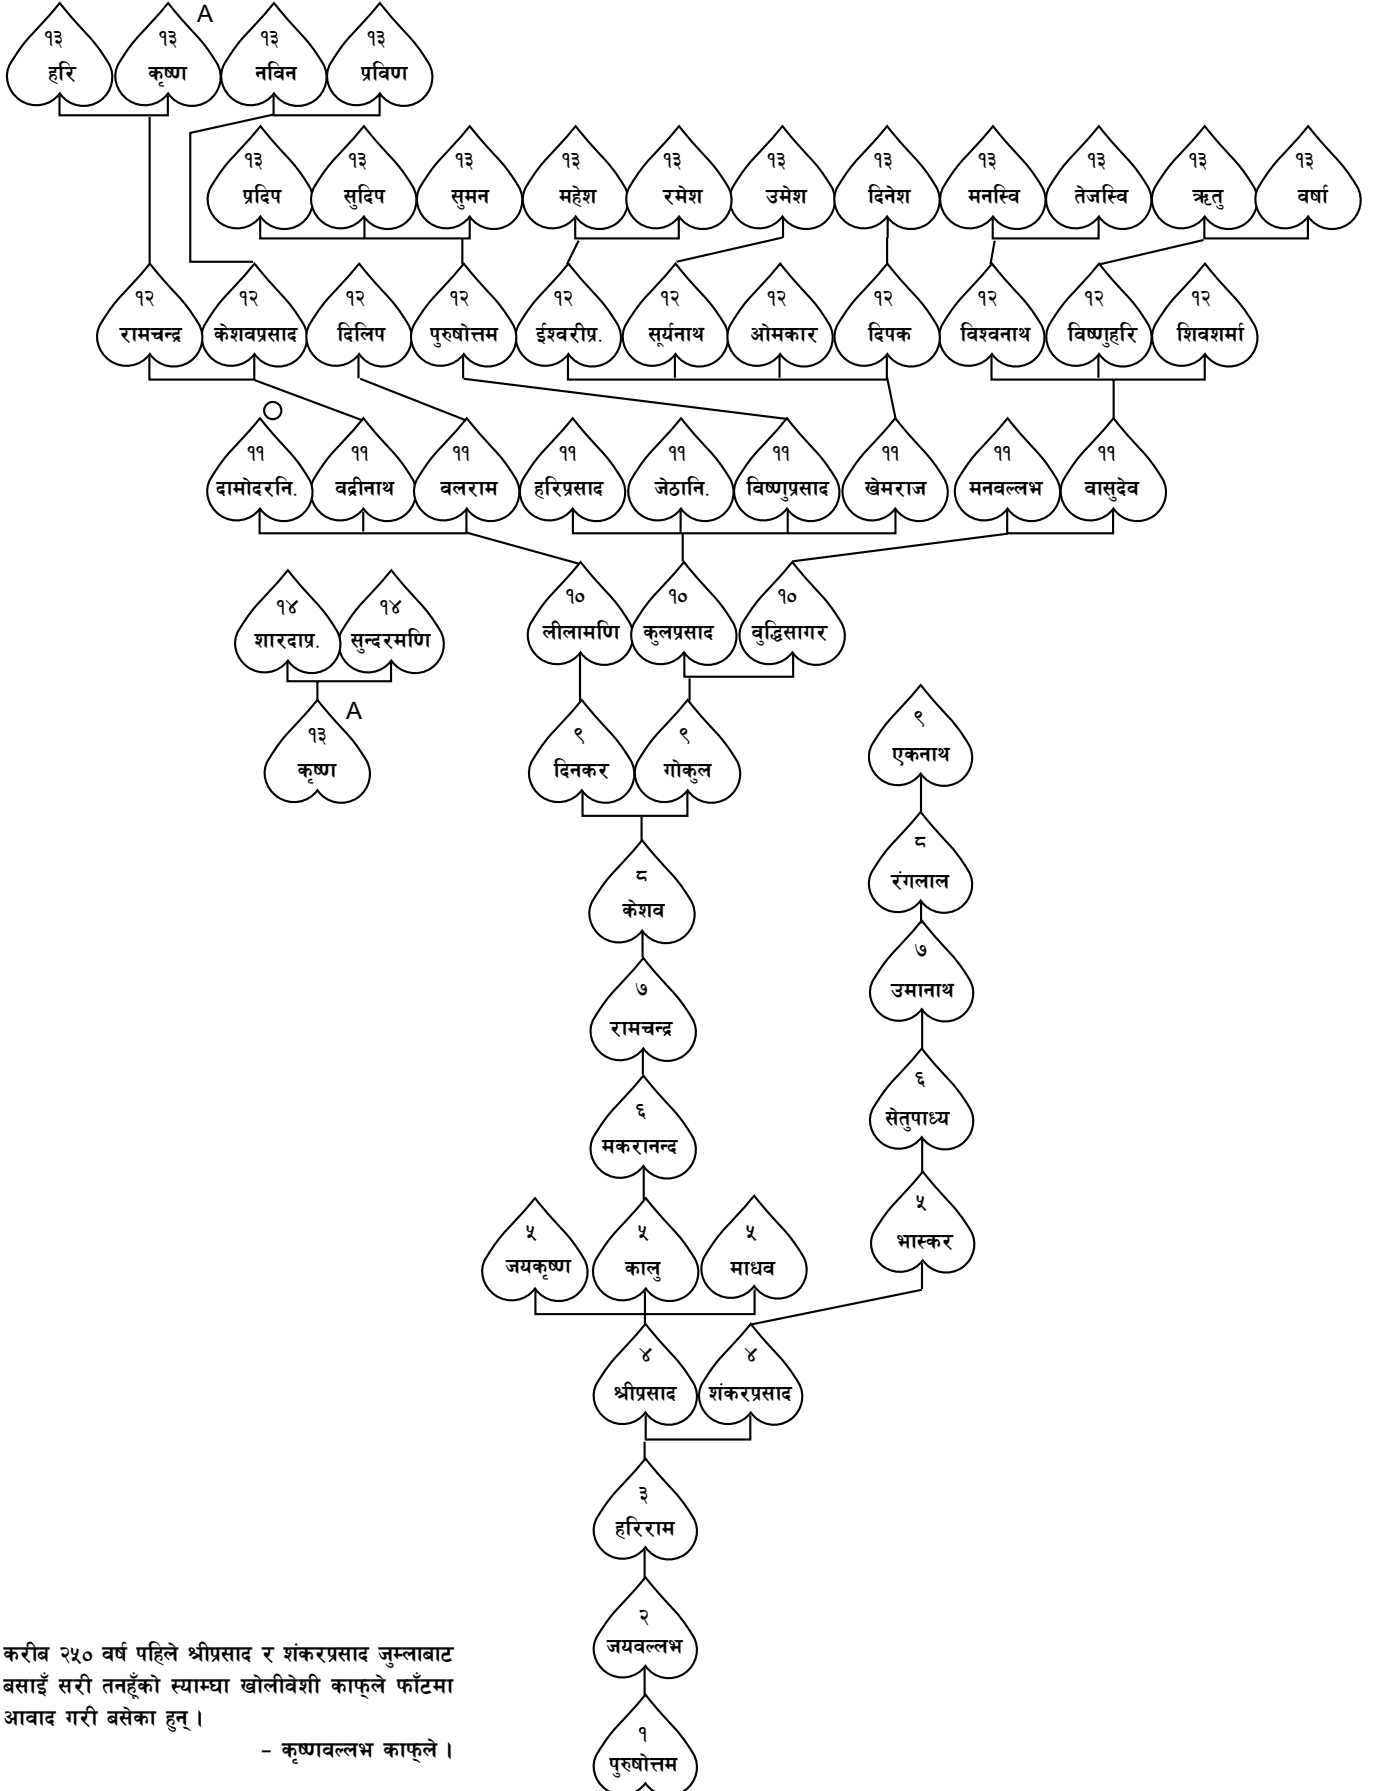 A
१३ १३ १३ १३
हरि कृष्ण नविन प्रविण
१३ १३ १३ १३ १३ १३ १३ १३ १३ १३ १३
प्रदिप सुदिप सुमन महेश रमेश उमेश दिनेश मनस्वि तेजस्वि ऋतु वर्षा
१२ १२ १२ १२ १२ १२ १२ १२ १२ १२ १२
रामचन्द्र केशवप्रसाद दिलिप पुरुषोत्तम ईश्वरीप्र. सूर्यनाथ ओमकार दिपक विश्वनाथ विष्णुहरि शिवशर्मा
११ ११ ११ ११ ११ ११ ११ ११ ११
दामोदरनि. वद्रीनाथ वलराम हरिप्रसाद जेठानि. विष्णुप्रसाद खेमराज मनवल्लभ वासुदेव
१४ १४ १० १० १०
शारदाप्र. सुन्दरमणि लीलामणि कुलप्रसाद वुद्धिसागर
A
१३ ९ ९ ९
कृष्ण दिनकर गोकुल एकनाथ
८ ८
केशव रंगलाल
७ ७
रामचन्द्र उमानाथ
६ ६
मकरानन्द सेतुपाध्य
५ ५ ५ ५
जयकृष्ण कालु माधव भास्कर
४ ४
श्रीप्रसाद शंकरप्रसाद
३
हरिराम
२
जयवल्लभ
१
पुरुषोत्तम
करीब २५० वर्ष पहिले श्रीप्रसाद र शंकरप्रसाद जुम्लाबाट
बसाइँ सरी तनहूँको स्याम्घा खोलीवेशी काफ्ले फाँटमा
आवाद गरी बसेका हुन् ।
– कृष्णवल्लभ काफ्ले ।